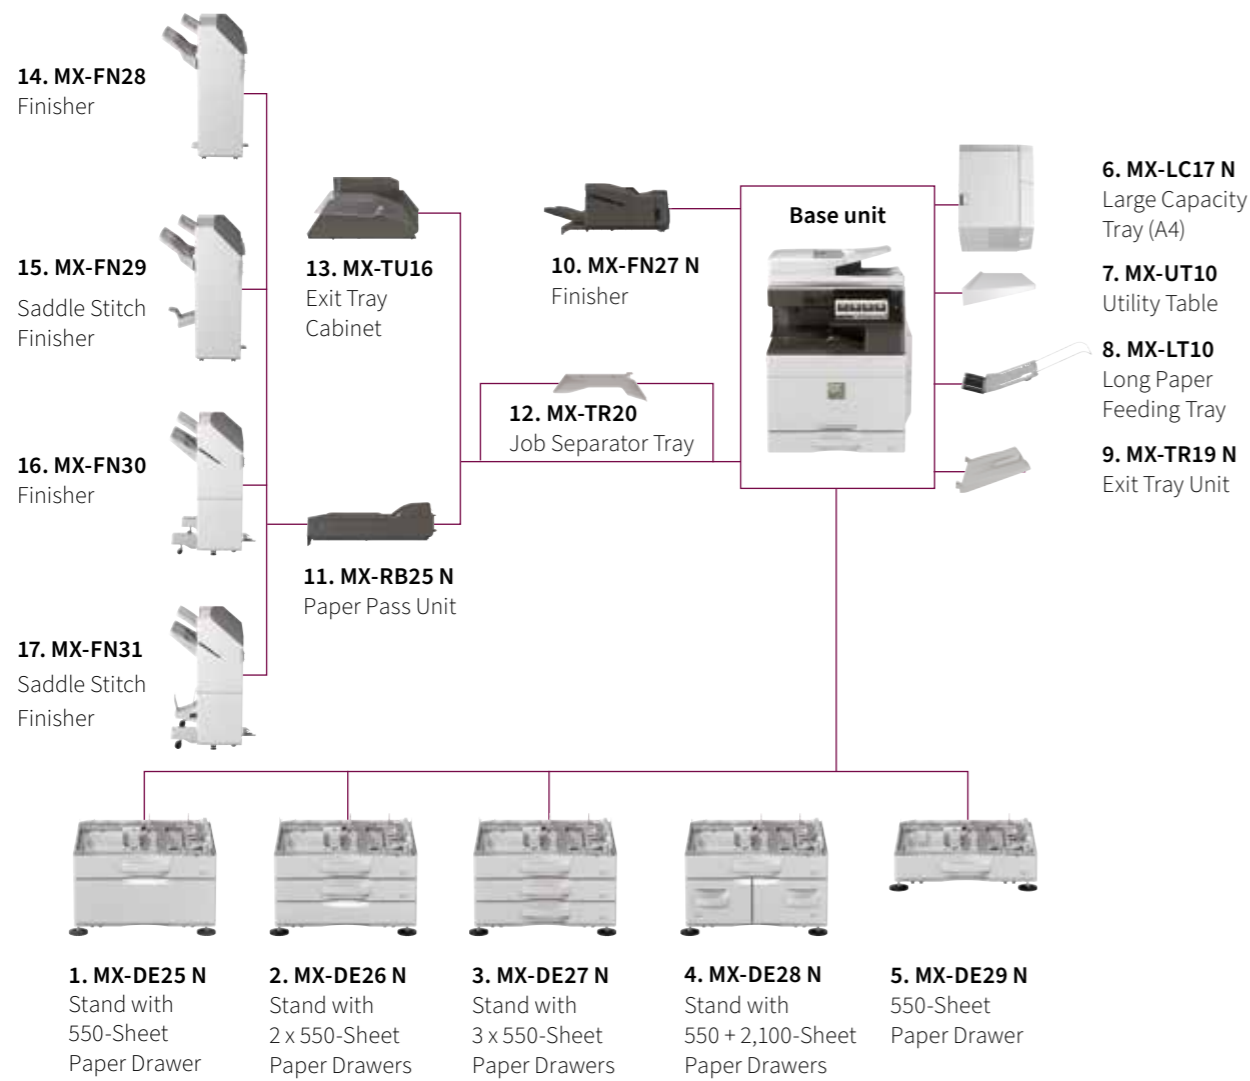 14. MX-FN28
Finisher
15. MX-FN29
Saddle Stitch
Finisher
16. MX-FN30
Finisher
17. MX-FN31
Saddle Stitch
Finisher
13. MX-TU16
Exit Tray
Cabinet
11. MX-RB25 N
Paper Pass Unit
10. MX-FN27 N
Finisher
12. MX-TR20
Job Separator Tray
Base unit
6. MX-LC17 N
Large Capacity
Tray (A4)
7. MX-UT10
Utility Table
8. MX-LT10
Long Paper
Feeding Tray
9. MX-TR19 N
Exit Tray Unit
1. MX-DE25 N
Stand with
550-Sheet
Paper Drawer
2. MX-DE26 N
Stand with
2 x 550-Sheet
Paper Drawers
3. MX-DE27 N
Stand with
3 x 550-Sheet
Paper Drawers
4. MX-DE28 N
Stand with
550 + 2,100-Sheet
Paper Drawers
5. MX-DE29 N
550-Sheet
Paper Drawer